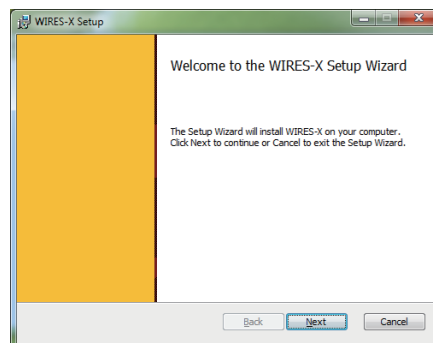 WIRES-X Setup
Welcome to the WIRES-X Setup Wizard
The Setup Wizard will install WIRES-X on your computer.
Click Next to continue or Cancel to exit the Setup Wizard.
Back Next Cancel